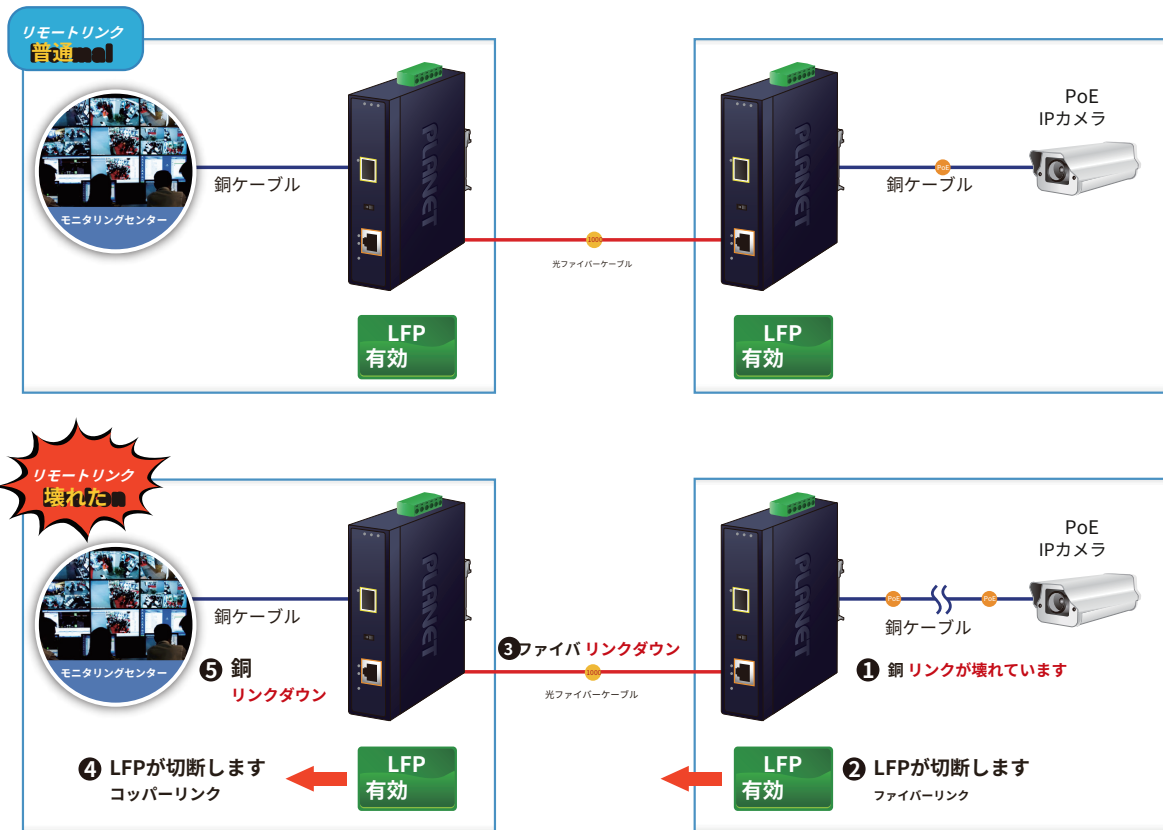 リモートリンク
普通mal
モニタリングセンター
銅ケーブル
PLANET
LFP
有効
1000
光ファイバーケーブル
PLANET
LFP
有効
PoE
銅ケーブル
PoE
IPカメラ
リモートリンク
壊れた
モニタリングセンター
銅ケーブル
❺ 銅
リンクダウン
PLANET
❸ファイバ リンクダウン
1000
光ファイバーケーブル
PLANET
PoE
PoE
銅ケーブル
PoE
IPカメラ
❶ 銅 リンクが壊れています
❹ LFPが切断します
コッパーリンク
LFP
有効
LFP
有効
❷ LFPが切断します
ファイバーリンク